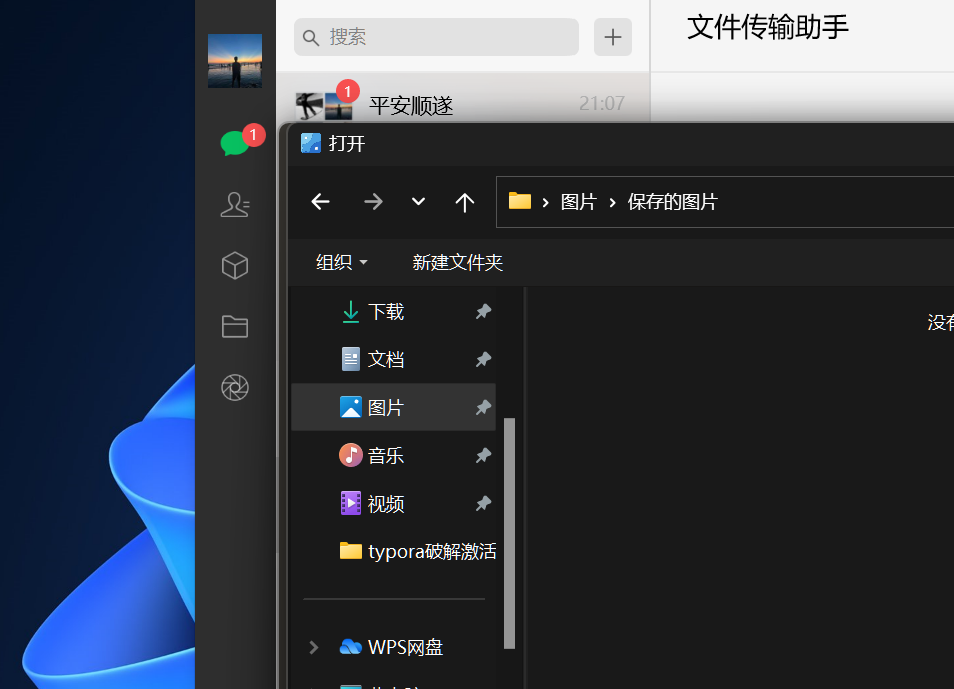 搜索
文件传输助手
1
平安顺遂
21:07
1
打开
图片
保存的图片
组织
新建文件夹
下载
没有
文档
图片
音乐
视频
typora破解激活
WPS网盘